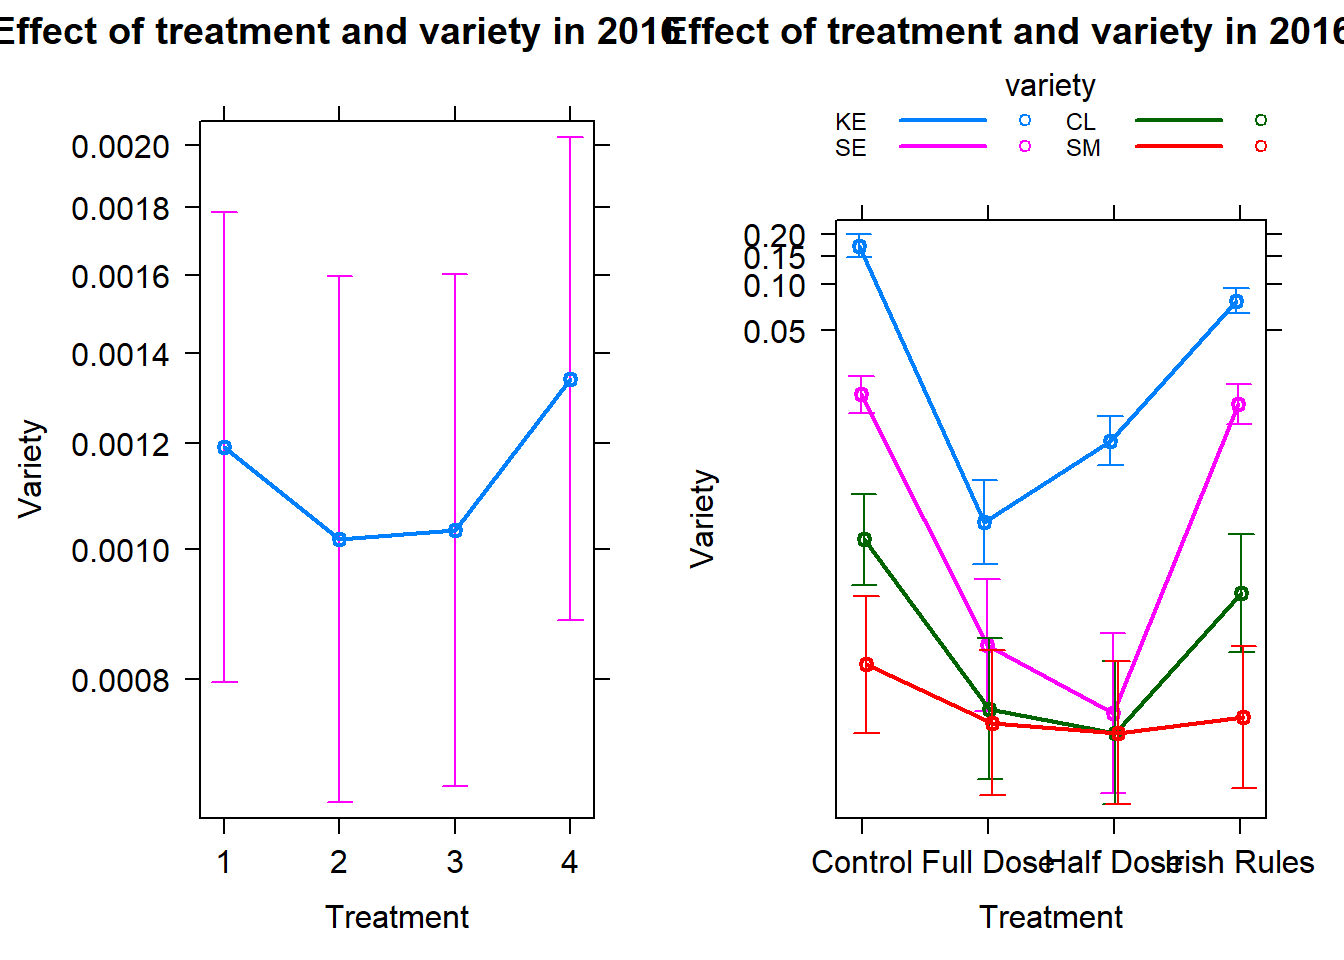 Effect of treatment and variety in 2016
Effect of treatment and variety in 2016
0.0020
0.0018
0.0016
0.0014
0.0012
0.0010
0.0008
Variety
1 2 3 4
Treatment
variety
KE CL
SE SM
0.20
0.15
0.10
0.05
Variety
Control Full Dose Half Dose Irish Rules
Treatment